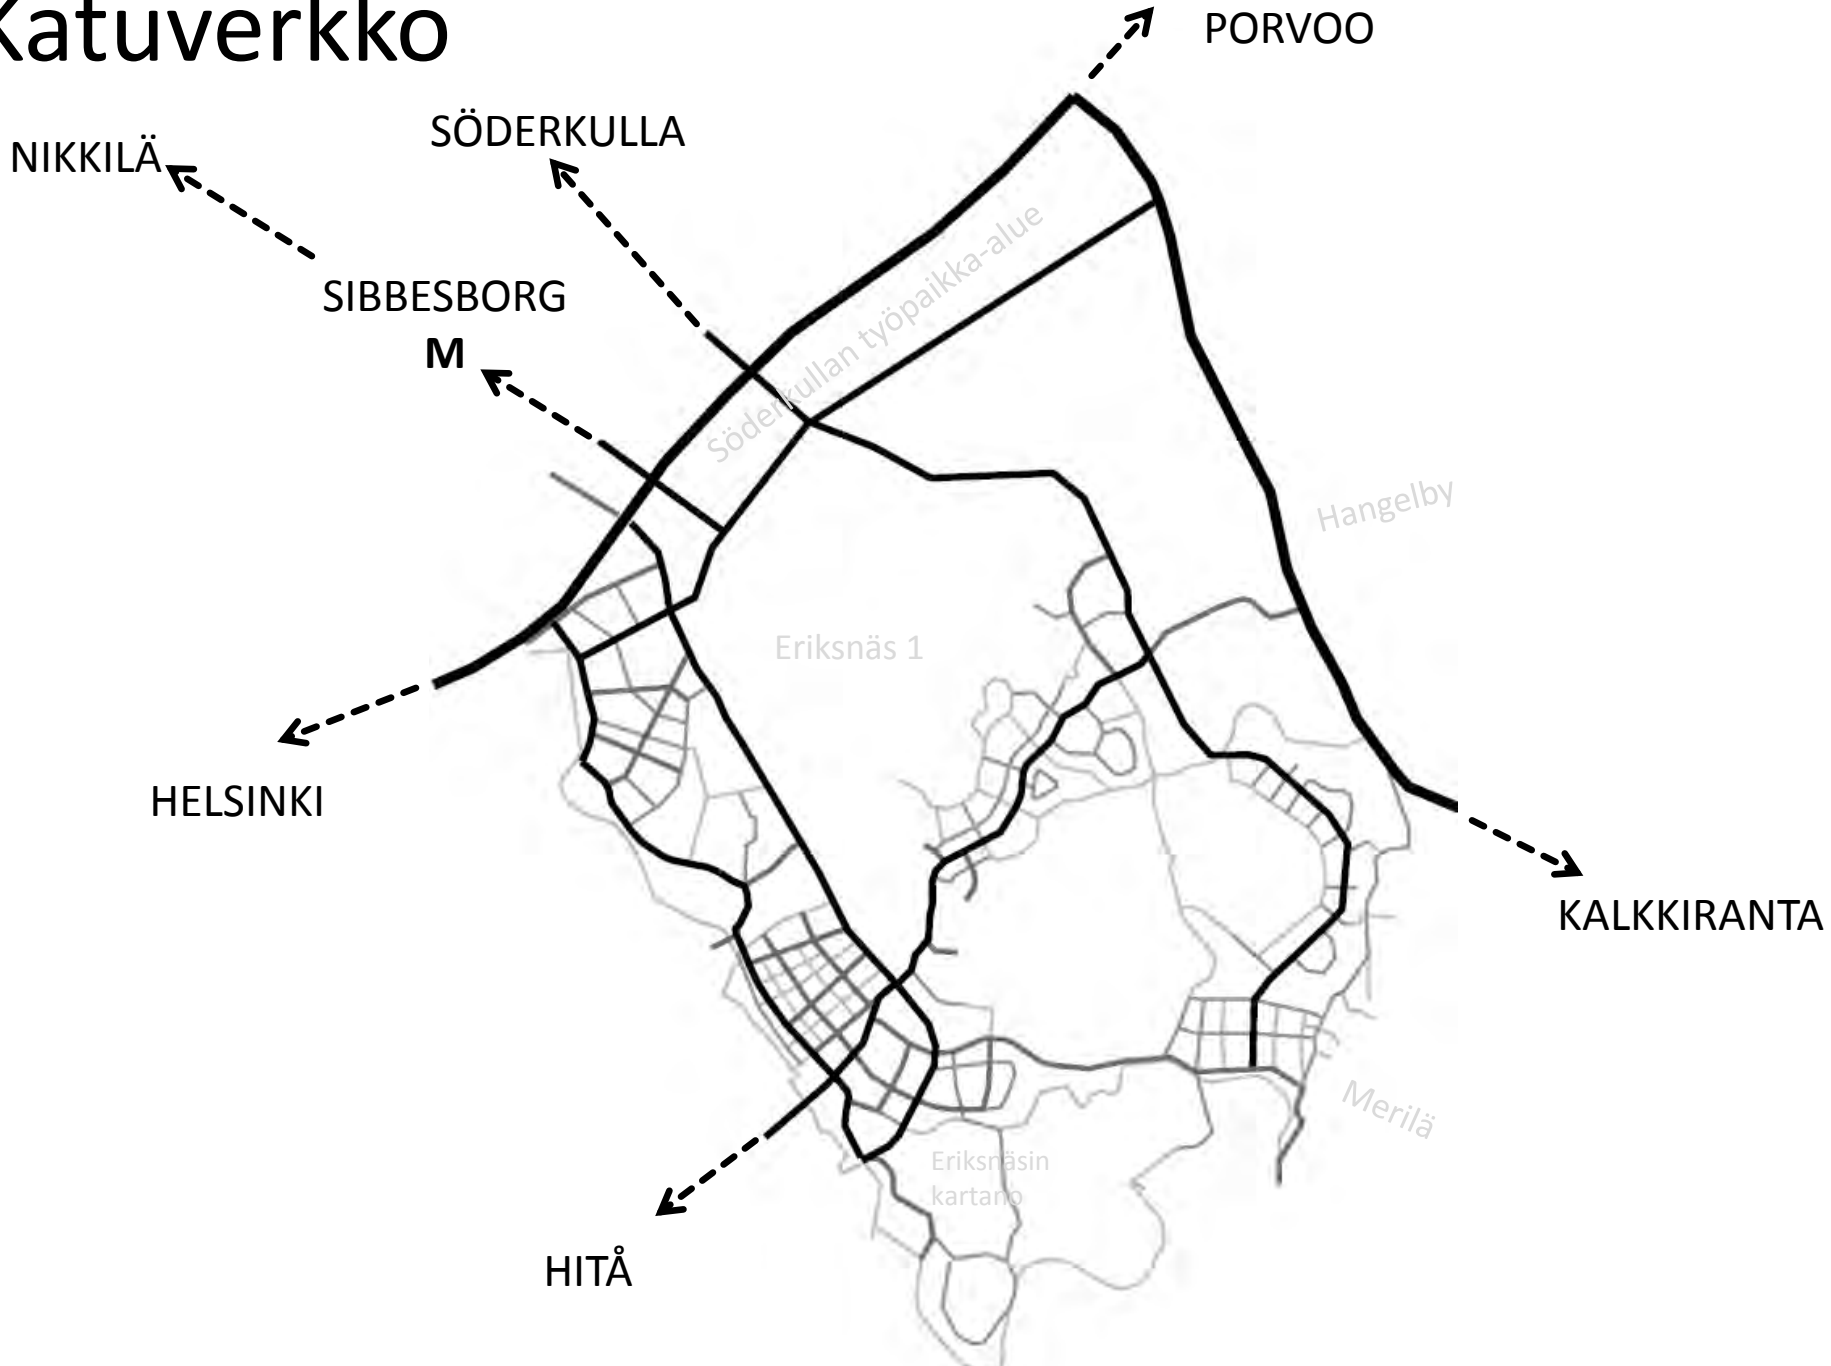 Katuverkko
PORVOO
SÖDERKULLA
NIKKILÄ
SIBBESBORG
M
Söderkullan työpaikka-alue
Hangelby
Eriksnäs 1
HELSINKI
KALKKIRANTA
Merilä
Eriksnäsin
kartano
HITÅ